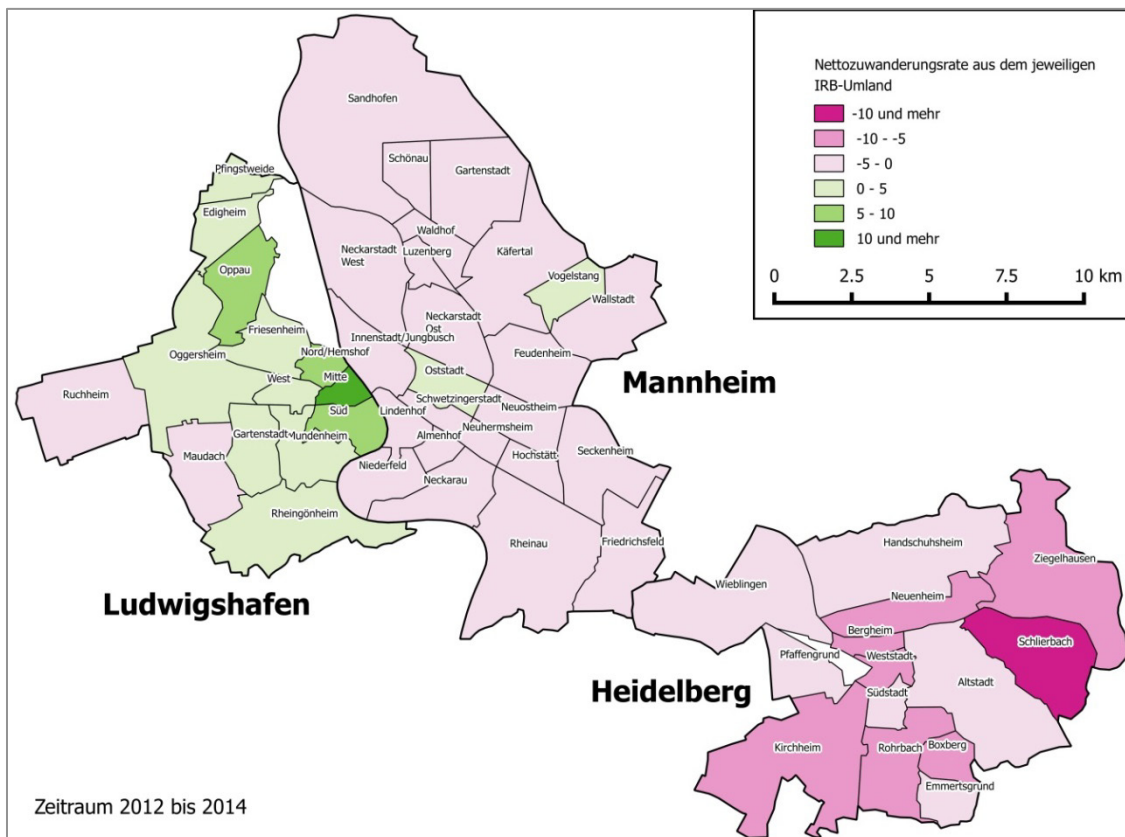 Nettozuwanderungsrate aus dem jeweiligen
IRB-Umland
-10 und mehr
-10 - -5
-5 - 0
0 - 5
5 - 10
10 und mehr
0 2.5 5 7.5 10 km
Sandhofen
Schönau
Gartenstadt
Pfingstweide
Edigheim
Waldhof
Neckarstadt
West
Luzenberg
Käfertal
Oppau
Vogelstang
Wallstadt
Neckarstadt
Ost
Friesenheim
Innenstadt/Jungbusch
Feudenheim
Oggersheim
Nord/Hemshof
West
Mitte
Oststadt
Mannheim
Ruchheim
Schwetzingerstadt
Süd
Lindenhof
Neuostheim
Gartenstadt
Mundenheim
Almenhof
Neuhermsheim
Maudach
Niederfeld
Hochstätt
Seckenheim
Neckarau
Rheingönheim
Rheinau
Friedrichsfeld
Handschuhsheim
Ziegelhausen
Wieblingen
Neuenheim
Ludwigshafen
Bergheim
Schlierbach
Pfaffengrund
Weststadt
Altstadt
Heidelberg
Südstadt
Kirchheim
Rohrbach
Boxberg
Emmertsgrund
Zeitraum 2012 bis 2014